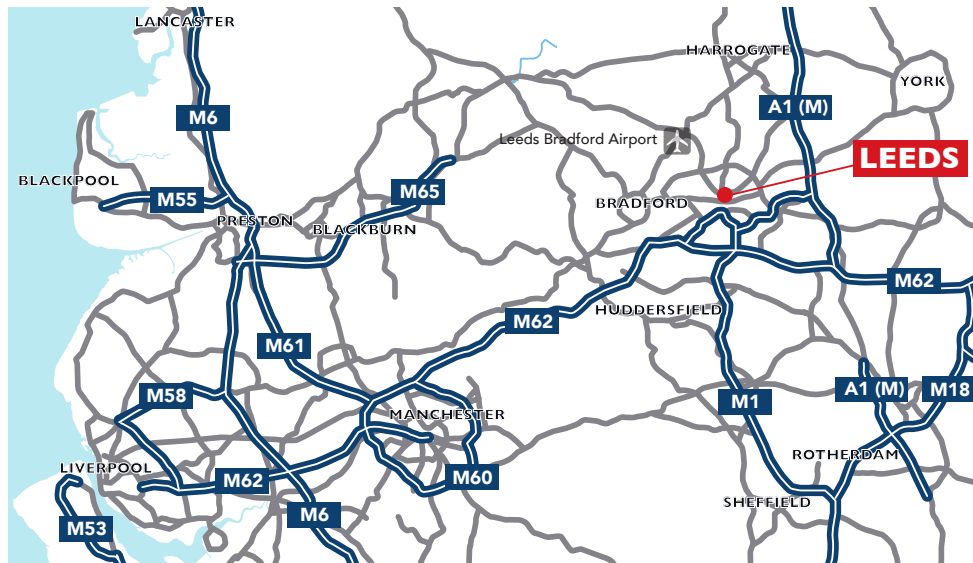 LANCASTER
HARROGATE
YORK
M6
A1 (M)
Leeds Bradford Airport
LEEDS
BLACKPOOL
M55
M65
BRADFORD
PRESTON
BLACKBURN
M62
HUDDERSFIELD
M62
M61
M58
M1
A1 (M)
M18
MANCHESTER
ROTHERDAM
LIVERPOOL
M62
M60
SHEFFIELD
M6
M53